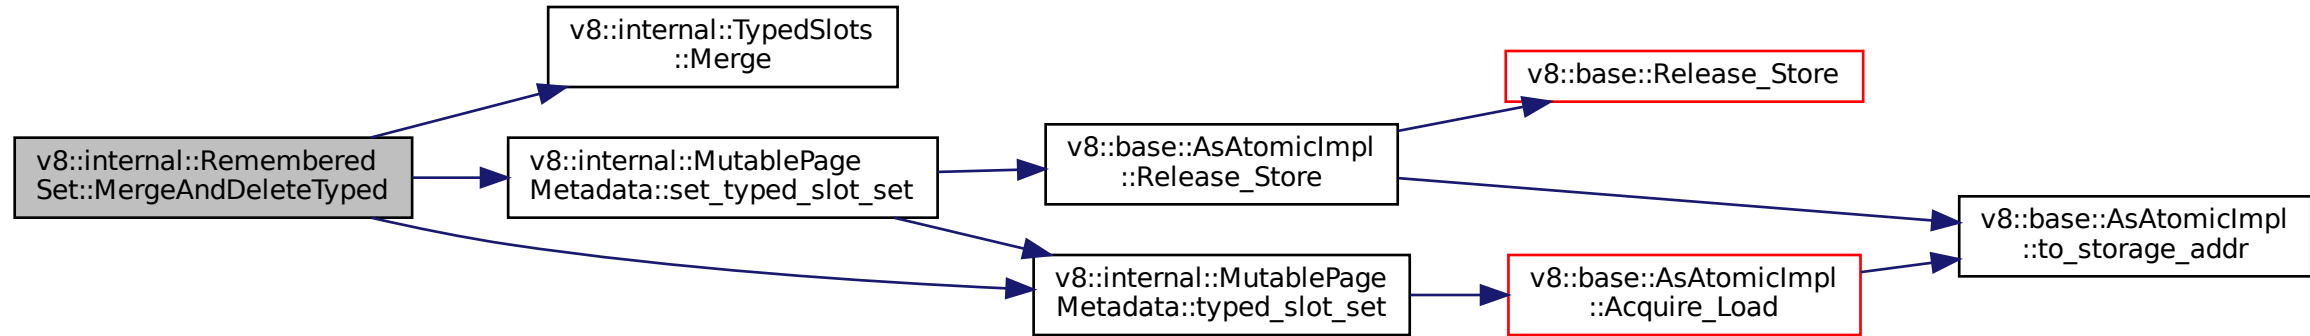 v8::internal::TypedSlots
::Merge
v8::internal::Remembered
Set::MergeAndDeleteTyped
v8::internal::MutablePage
Metadata::set_typed_slot_set
v8::base::AsAtomicImpl
::Release_Store
v8::base::Release_Store
v8::base::AsAtomicImpl
::to_storage_addr
v8::internal::MutablePage
Metadata::typed_slot_set
v8::base::AsAtomicImpl
::Acquire_Load